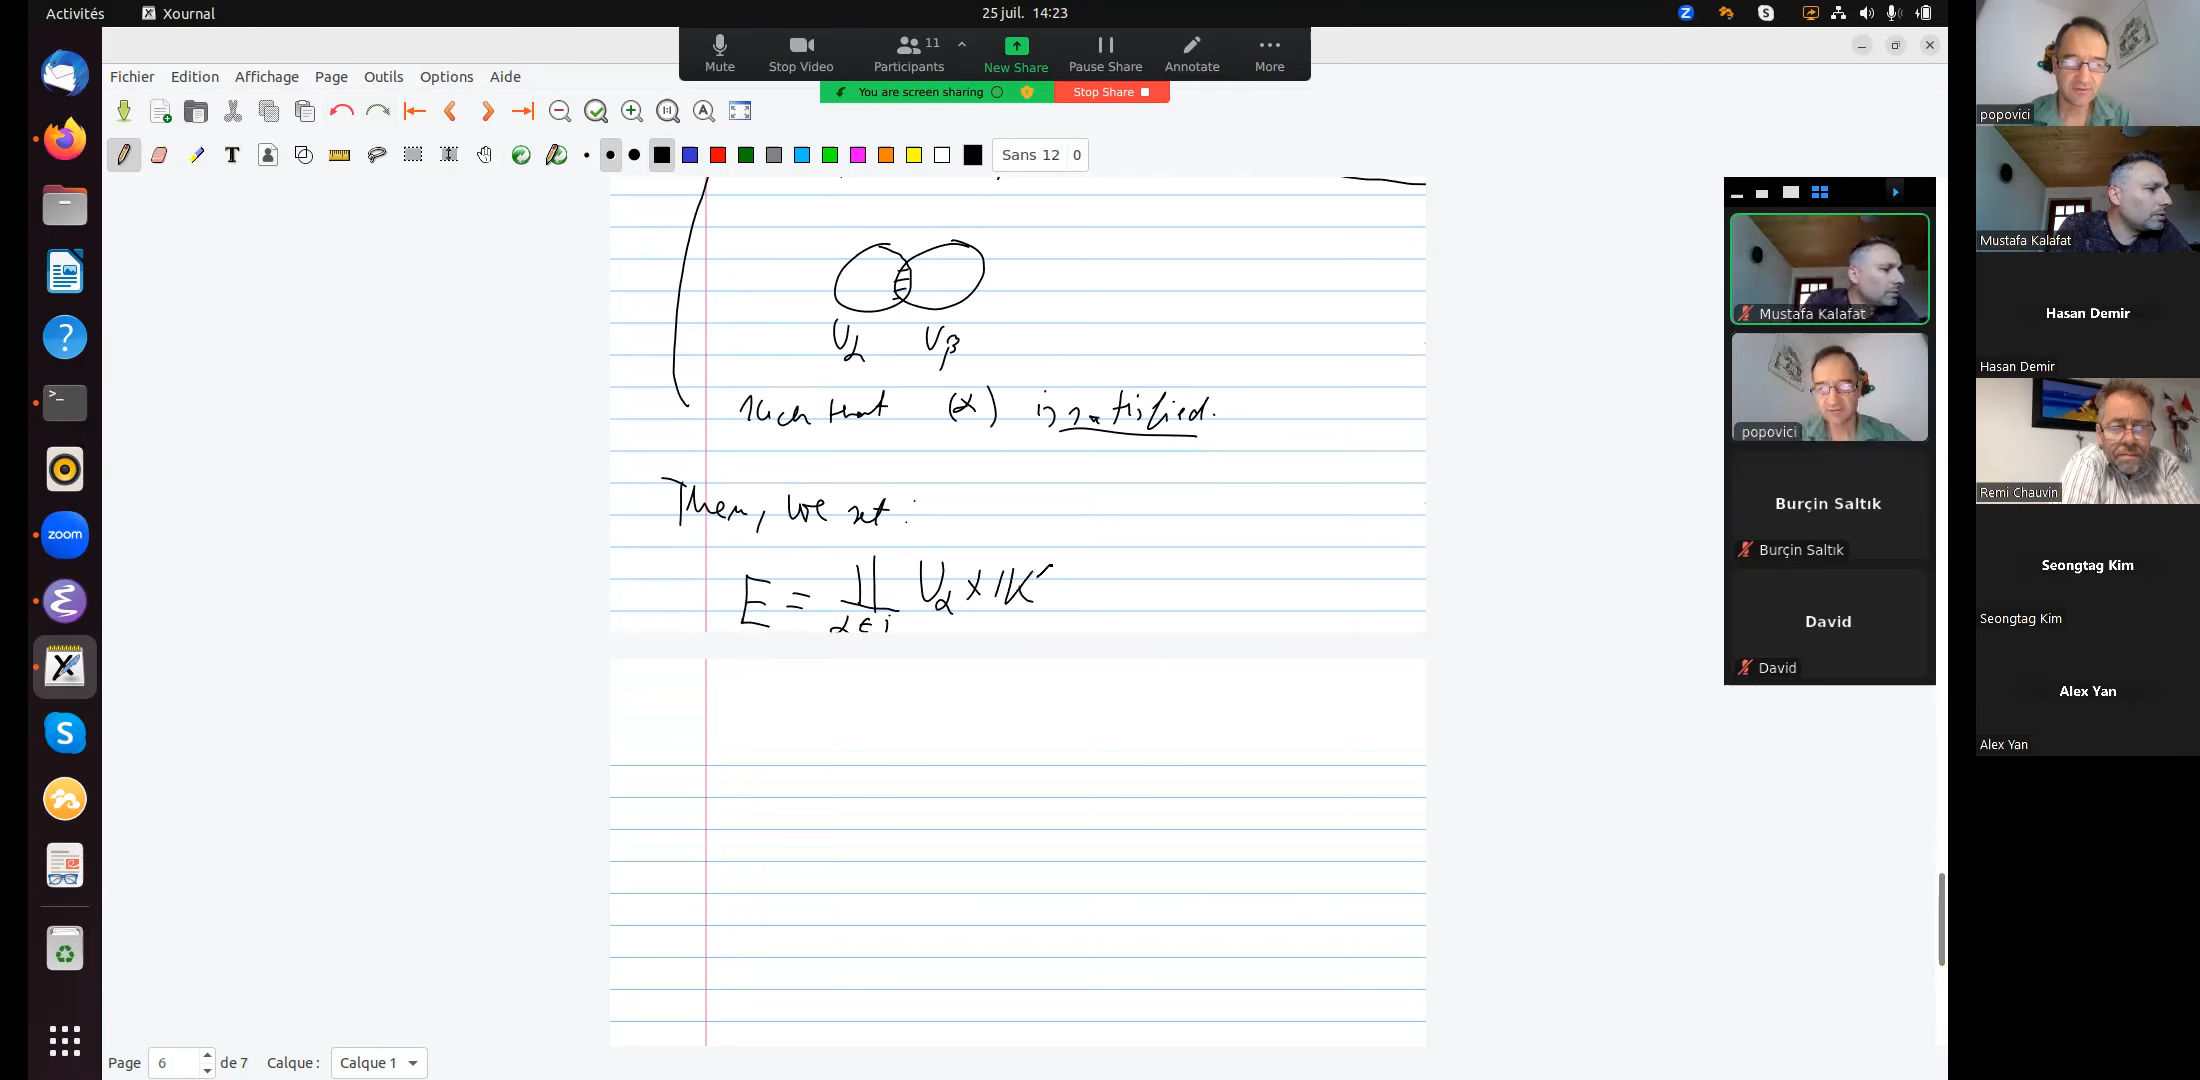 Activités Xournal 25 juil. 14:23
Mute Stop Video Participants 11 New Share Pause Share Annotate More
You are screen sharing Stop Share
Fichier Edition Affichage Page Outils Options Aide
Sans 12 0
U_α U_β
such that (*) is satisfied.
Then, we set :
E = ∐ U_α × 𝕂^r
α ∈ I
Page 6 de 7 Calque : Calque 1
zoom
Mustafa Kalafat
popovici
Burçin Saltık
Burçin Saltık
David
David
popovici
Mustafa Kalafat
Hasan Demir
Hasan Demir
Remi Chauvin
Seongtag Kim
Seongtag Kim
Alex Yan
Alex Yan